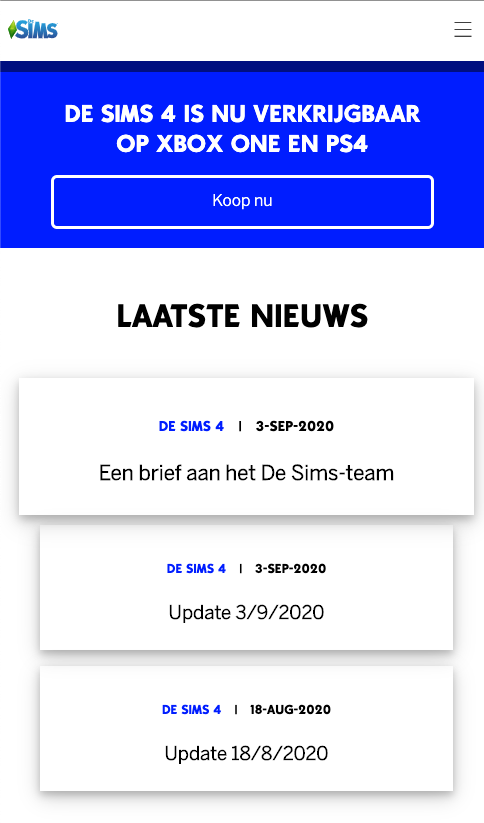 De SiMS
DE SIMS 4 IS NU VERKRIJGBAAR
OP XBOX ONE EN PS4
Koop nu
LAATSTE NIEUWS
DE SIMS 4 | 3-SEP-2020
Een brief aan het De Sims-team
DE SIMS 4 | 3-SEP-2020
Update 3/9/2020
DE SIMS 4 | 18-AUG-2020
Update 18/8/2020